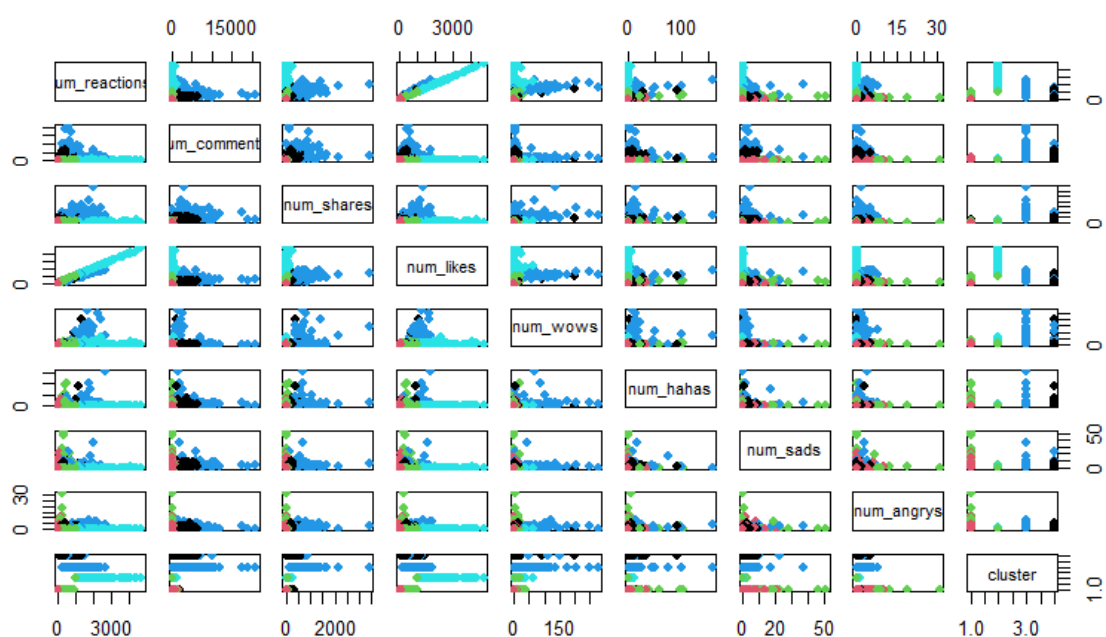 0 15000 0 3000 0 100 0 15 30
um_reactions 0
0 um_comment
num_shares 0
0 num_likes
num_wows 0
0 num_hahas
num_sads 0 50
0 30 num_angrys
cluster 1.0
0 3000 0 2000 0 150 0 20 50 1.0 3.0